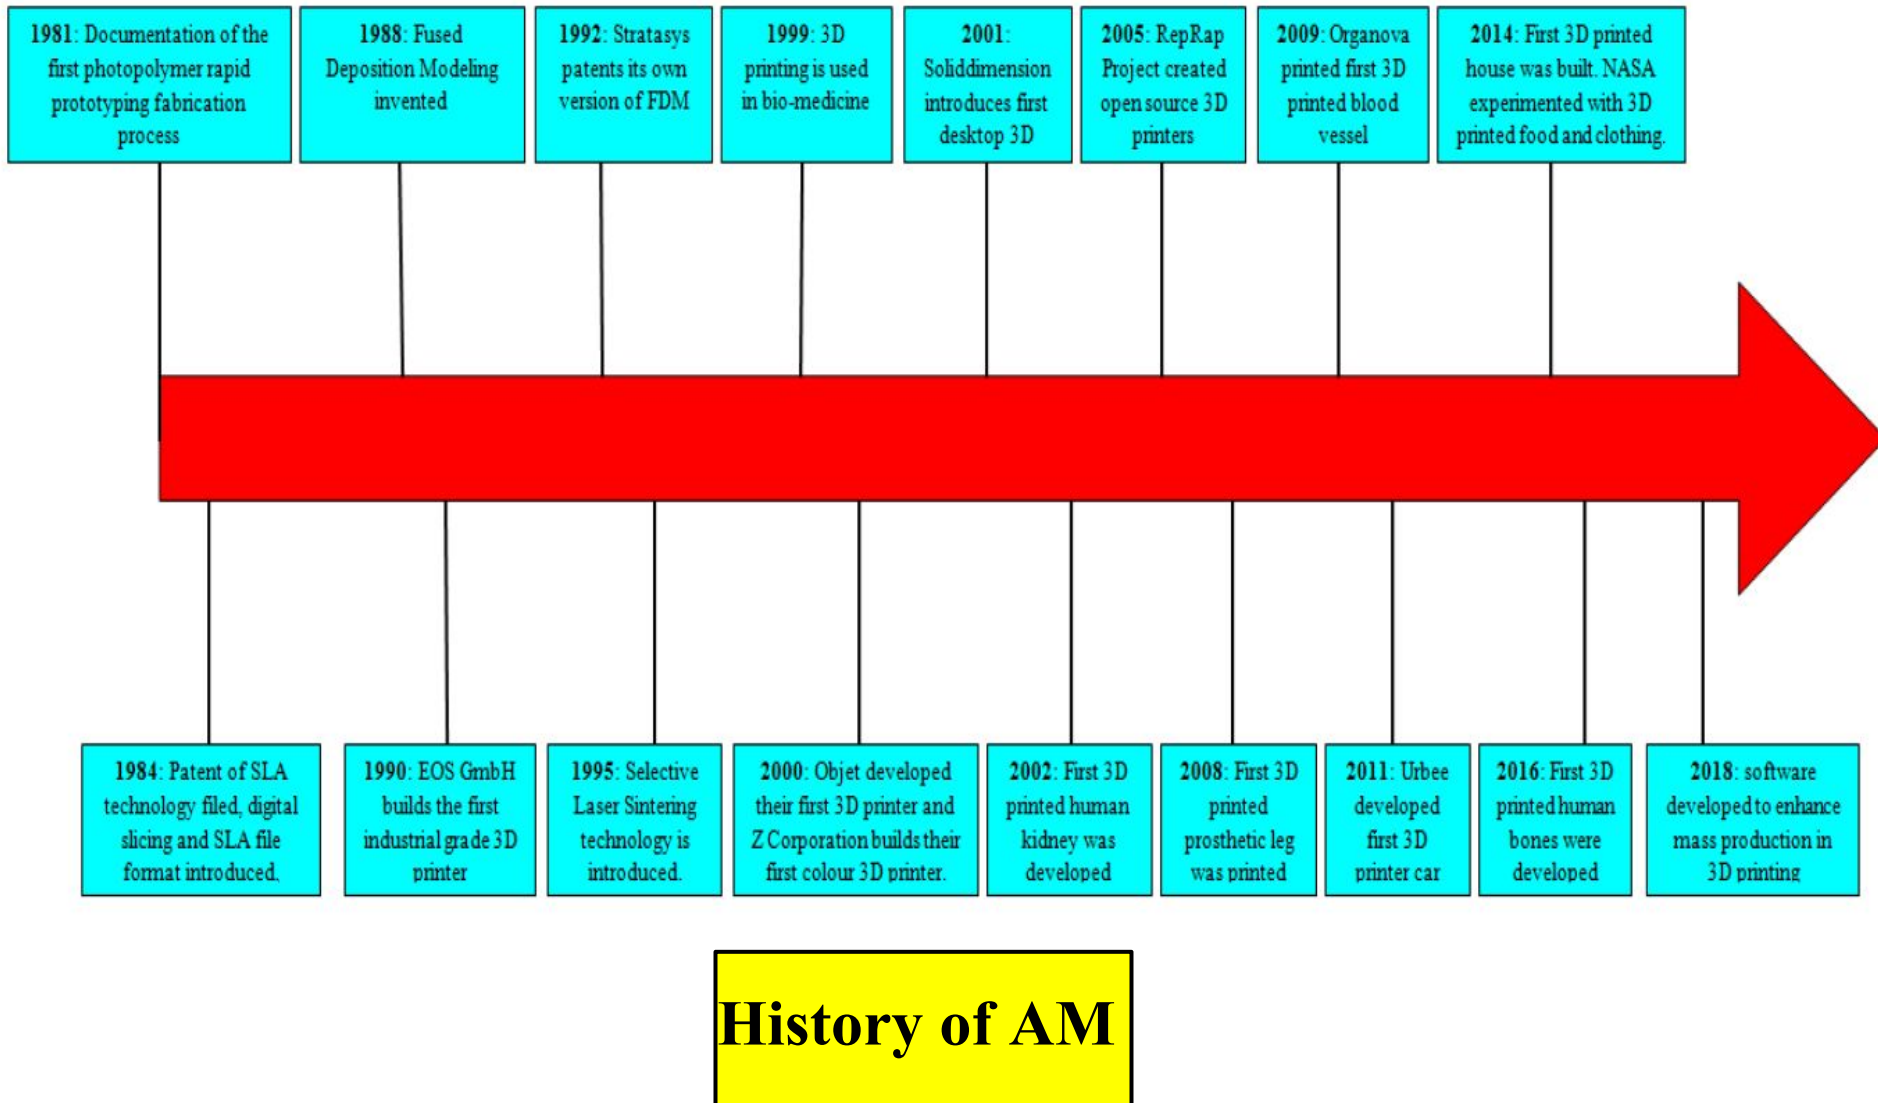 1981: Documentation of the
first photopolymer rapid
prototyping fabrication
process
1988: Fused
Deposition Modeling
invented
1992: Stratasys
patents its own
version of FDM
1999: 3D
printing is used
in bio-medicine
2001:
Soliddimension
introduces first
desktop 3D
2005: RepRap
Project created
open source 3D
printers
2009: Organova
printed first 3D
printed blood
vessel
2014: First 3D printed
house was built. NASA
experimented with 3D
printed food and clothing.
1984: Patent of SLA
technology filed, digital
slicing and SLA file
format introduced.
1990: EOS GmbH
builds the first
industrial grade 3D
printer
1995: Selective
Laser Sintering
technology is
introduced.
2000: Objet developed
their first 3D printer and
Z Corporation builds their
first colour 3D printer.
2002: First 3D
printed human
kidney was
developed
2008: First 3D
printed
prosthetic leg
was printed
2011: Urbee
developed
first 3D
printer car
2016: First 3D
printed human
bones were
developed
2018: software
developed to enhance
mass production in
3D printing
History of AM